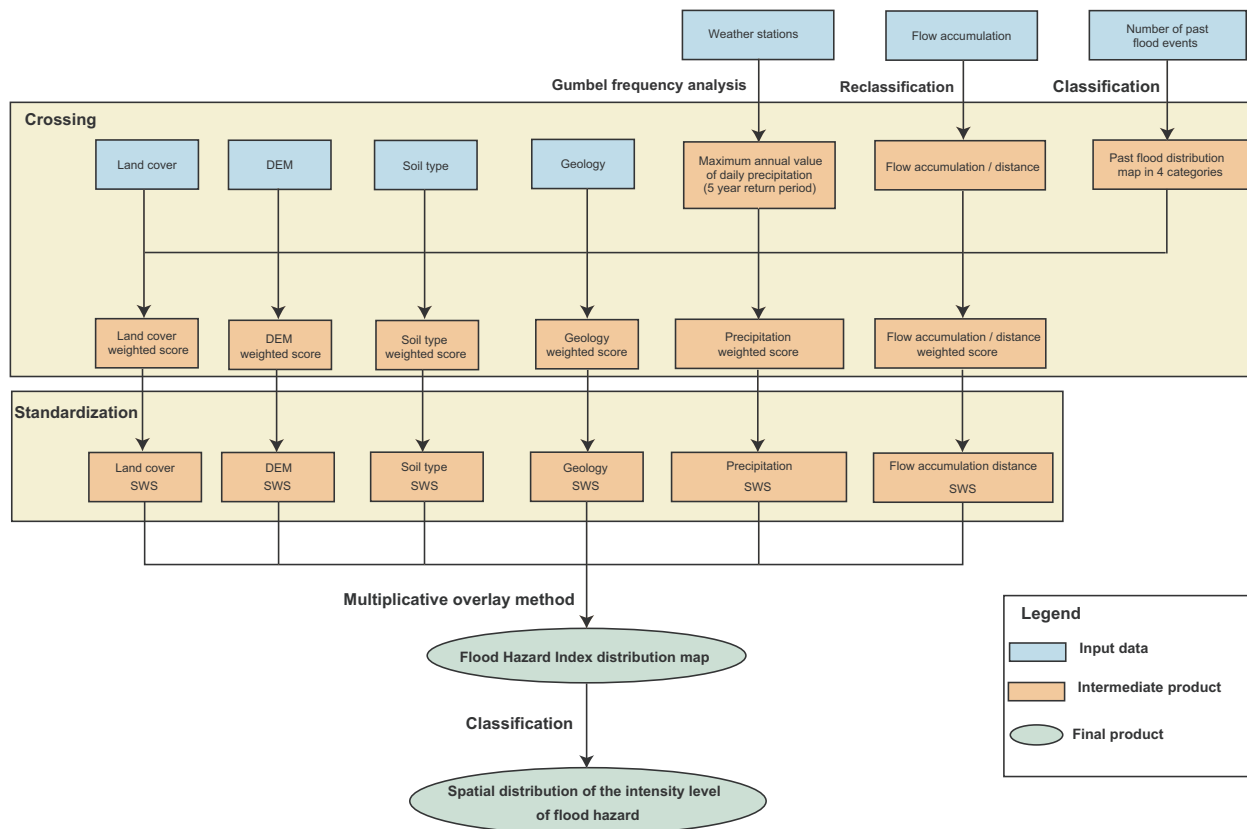 Weather stations
Flow accumulation
Number of past
flood events
Gumbel frequency analysis
Reclassification
Classification
Crossing
Land cover
DEM
Soil type
Geology
Maximum annual value
of daily precipitation
(5 year return period)
Flow accumulation / distance
Past flood distribution
map in 4 categories
Land cover
weighted score
DEM
weighted score
Soil type
weighted score
Geology
weighted score
Precipitation
weighted score
Flow accumulation / distance
weighted score
Standardization
Land cover
SWS
DEM
SWS
Soil type
SWS
Geology
SWS
Precipitation
SWS
Flow accumulation distance
SWS
Multiplicative overlay method
Flood Hazard Index distribution map
Classification
Spatial distribution of the intensity level
of flood hazard
Legend
Input data
Intermediate product
Final product